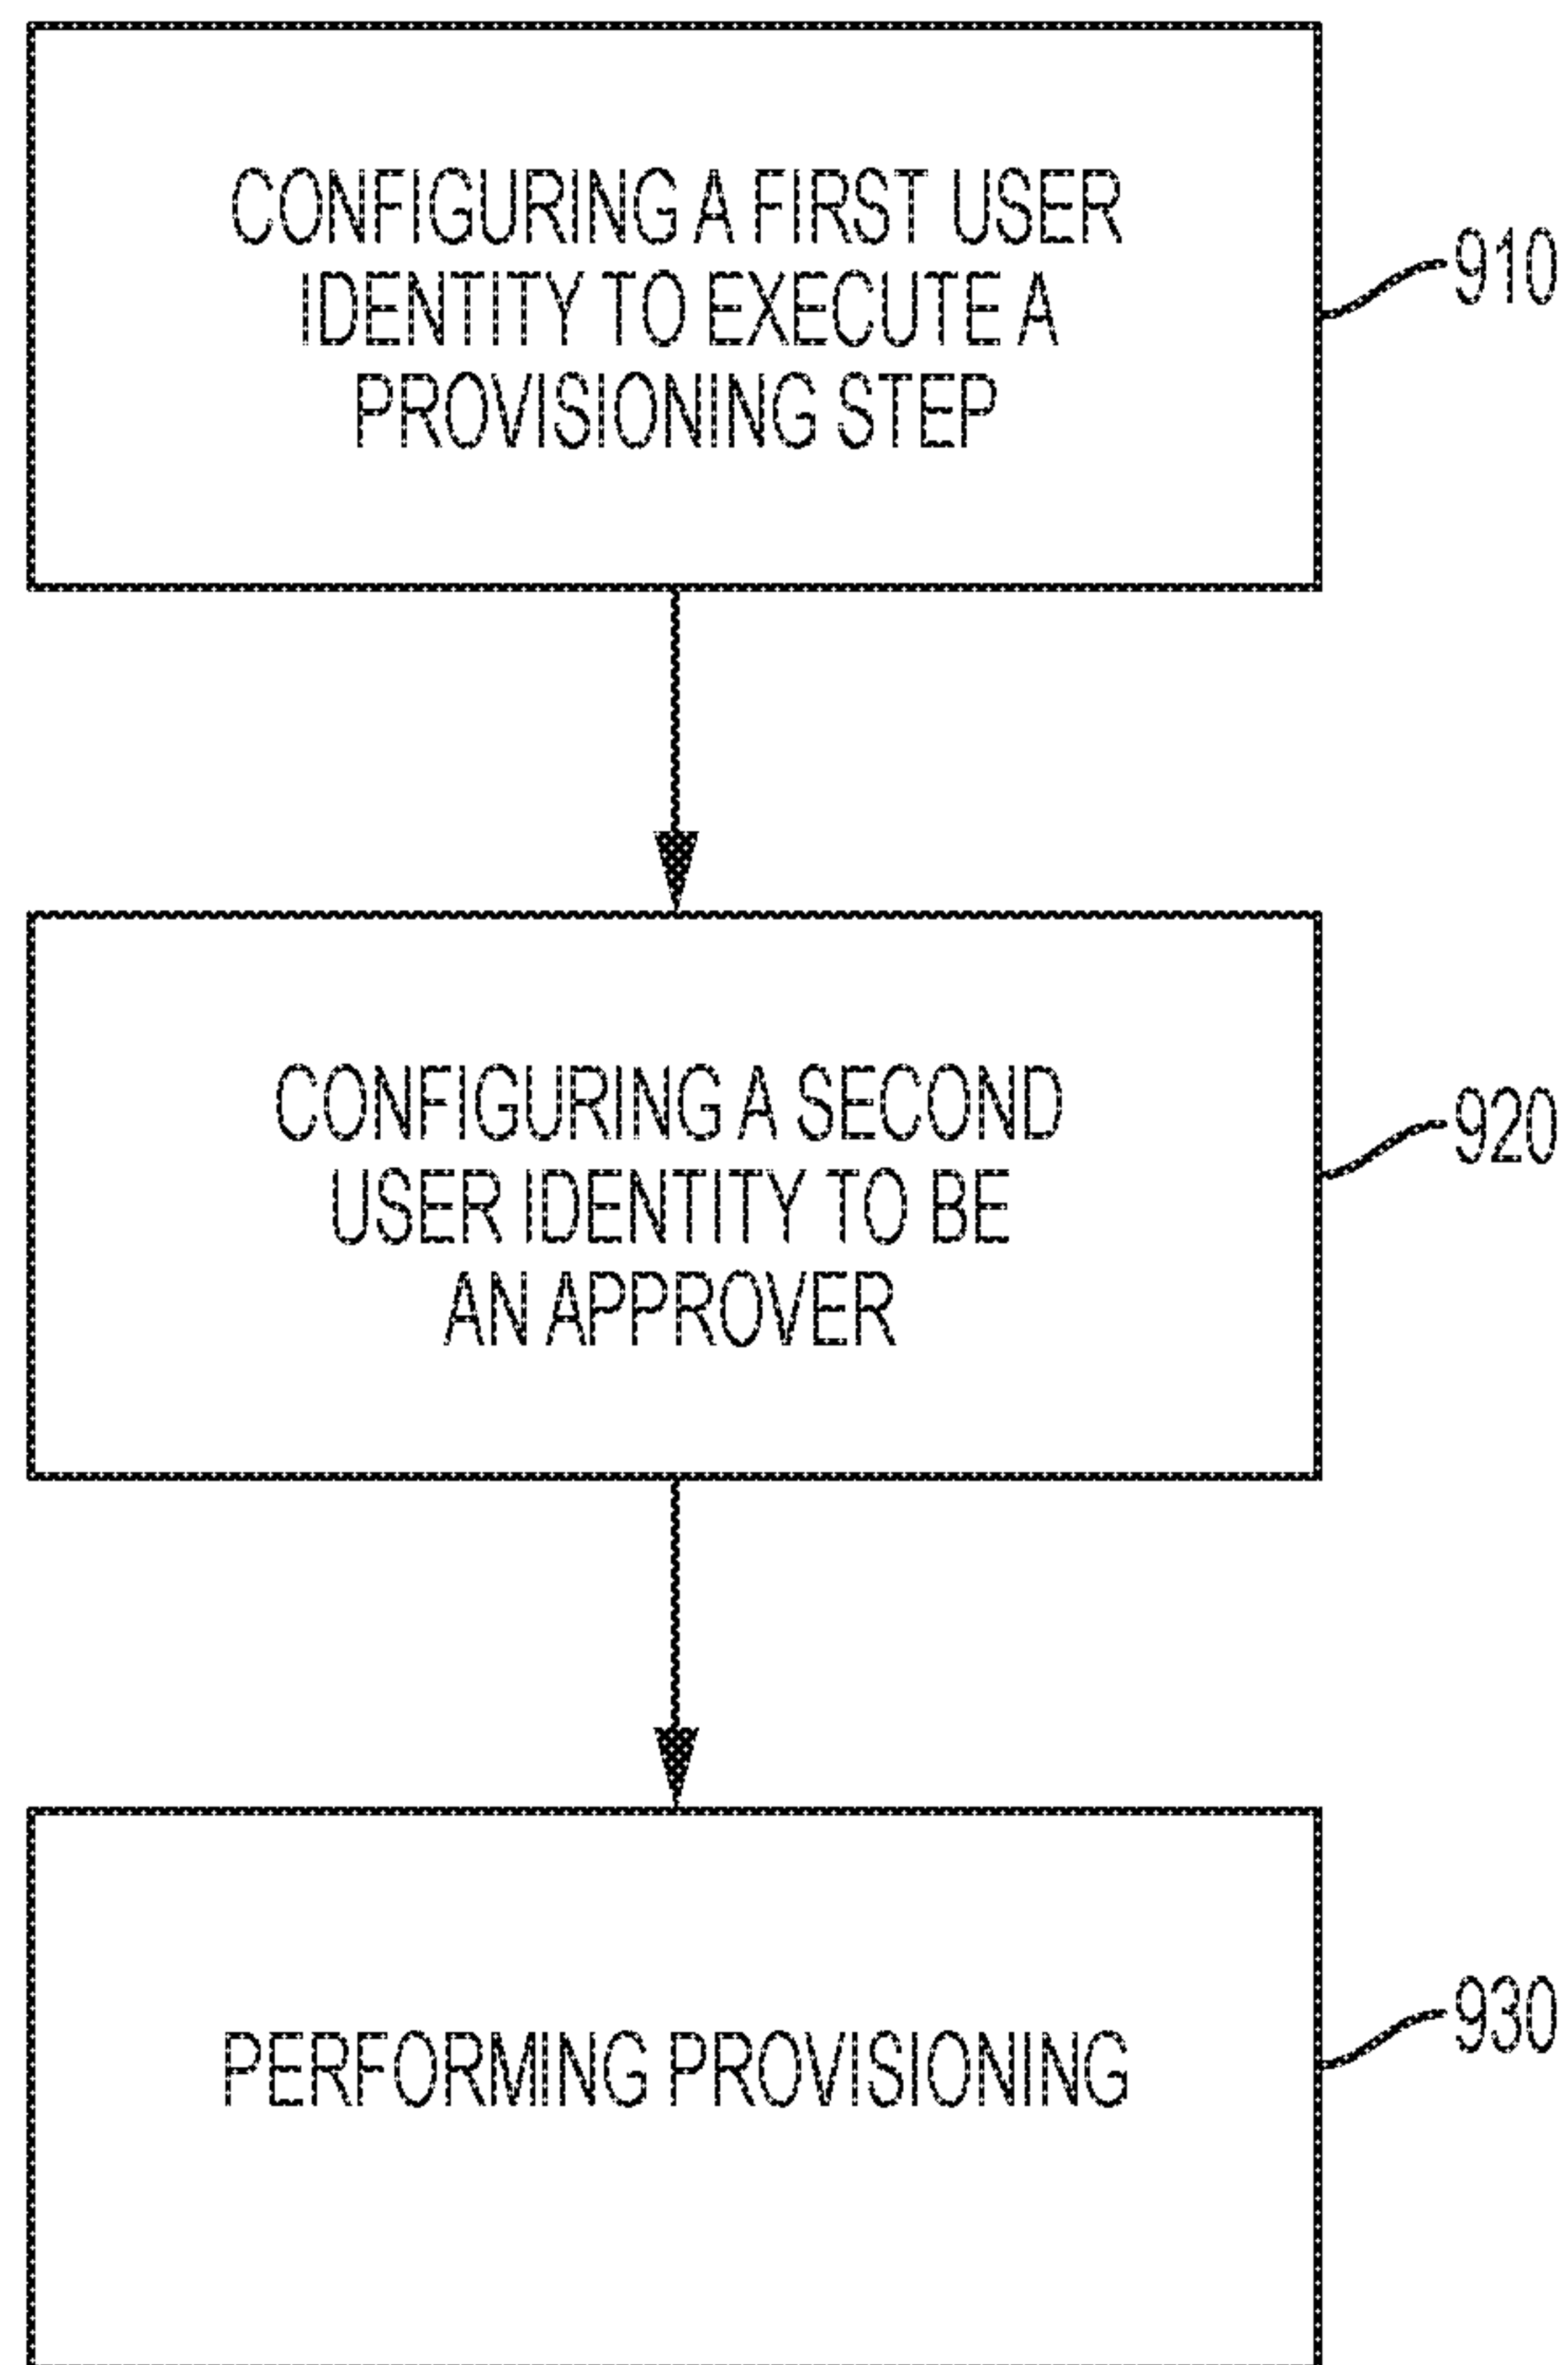 CONFIGURING A FIRST USER
IDENTITY TO EXECUTE A
PROVISIONING STEP
910
CONFIGURING A SECOND
USER IDENTITY TO BE
AN APPROVER
920
PERFORMING PROVISIONING
930